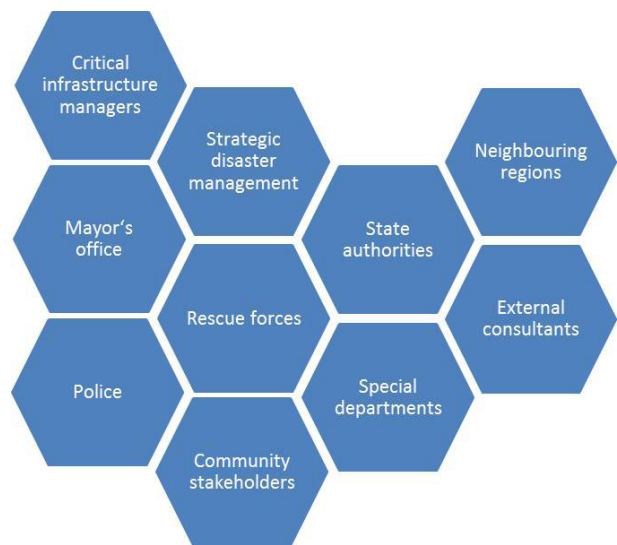 Critical
infrastructure
managers
Strategic
disaster
management
Neighbouring
regions
Mayor‘s
office
State
authorities
Rescue forces
External
consultants
Police
Special
departments
Community
stakeholders